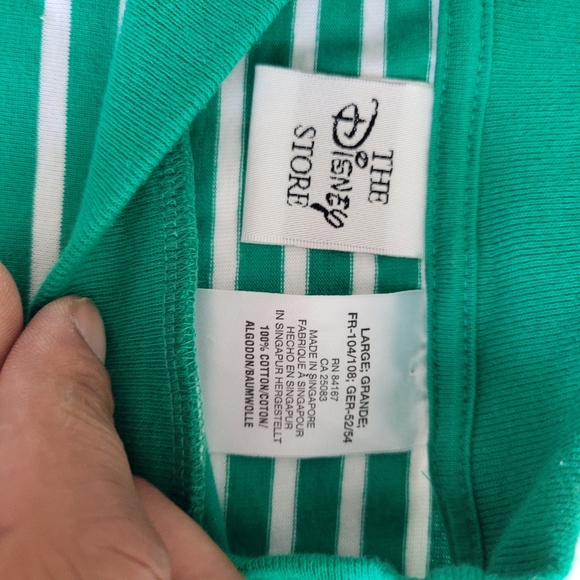 THE
DISNEY
STORE
LARGE; GRANDE;
FR-104/108; GER-52/54
RN 84167
CA 25083
MADE IN SINGAPORE
FABRIQUÉ À SINGAPOUR
HECHO EN SINGAPUR
IN SINGAPUR HERGESTELLT
100% COTTON/COTON/
ALGODON/BAUMWOLLE